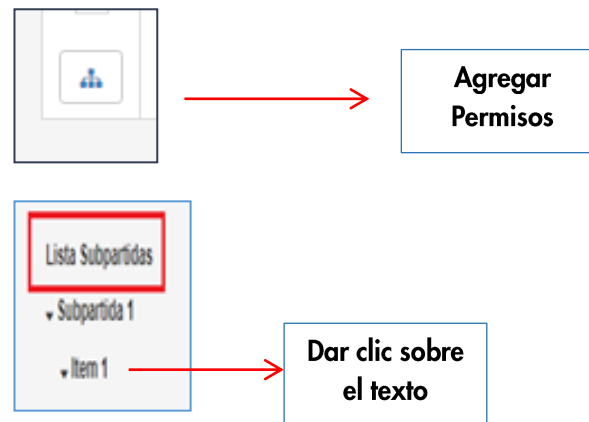 Agregar
Permisos
Lista Subpartidas
Subpartida 1
Item 1
Dar clic sobre
el texto